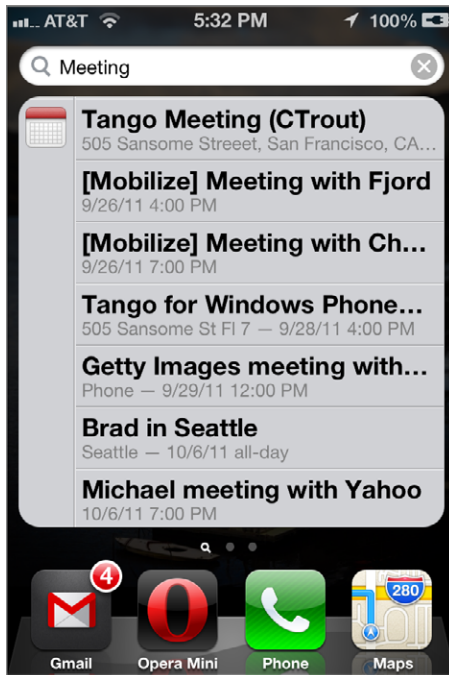 AT&T 5:32 PM 100%
Meeting
Tango Meeting (CTrout)
505 Sansome Streeet, San Francisco, CA...
[Mobilize] Meeting with Fjord
9/26/11 4:00 PM
[Mobilize] Meeting with Ch...
9/26/11 7:00 PM
Tango for Windows Phone...
505 Sansome St Fl 7 — 9/28/11 4:00 PM
Getty Images meeting with...
Phone — 9/29/11 12:00 PM
Brad in Seattle
Seattle — 10/6/11 all-day
Michael meeting with Yahoo
10/6/11 7:00 PM
4
280
Gmail Opera Mini Phone Maps